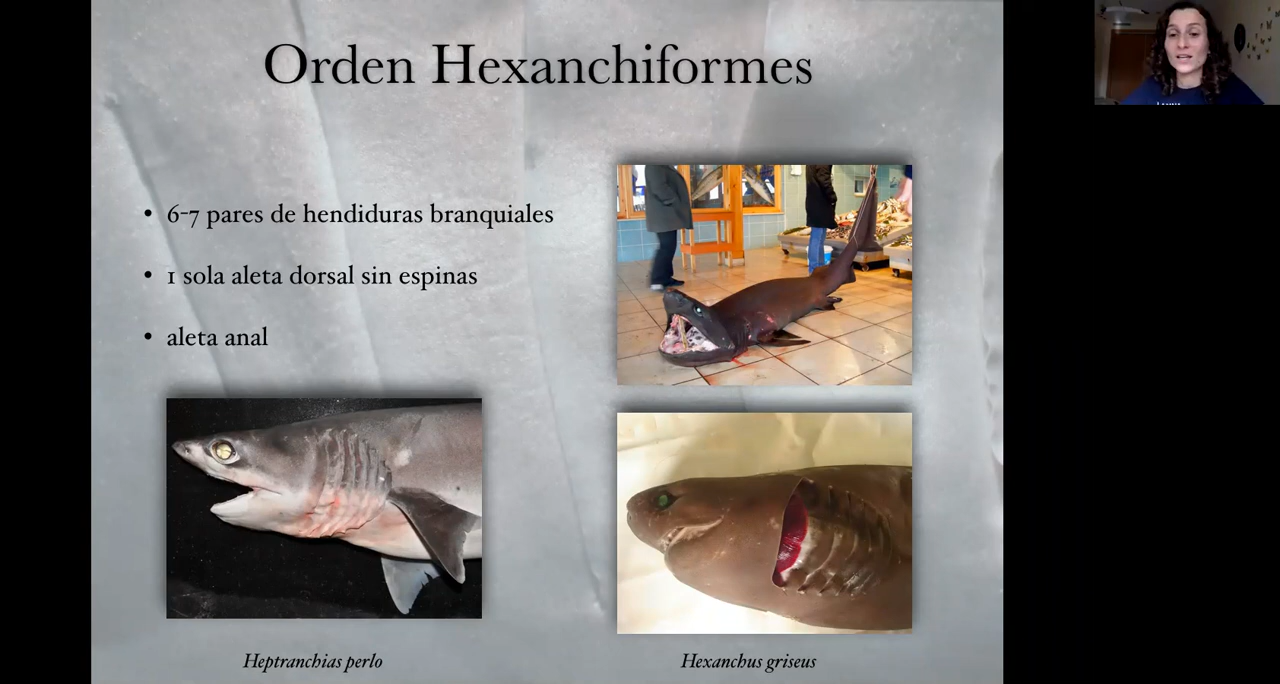 Orden Hexanchiformes
• 6-7 pares de hendiduras branquiales
• 1 sola aleta dorsal sin espinas
• aleta anal
Heptranchias perlo
Hexanchus griseus